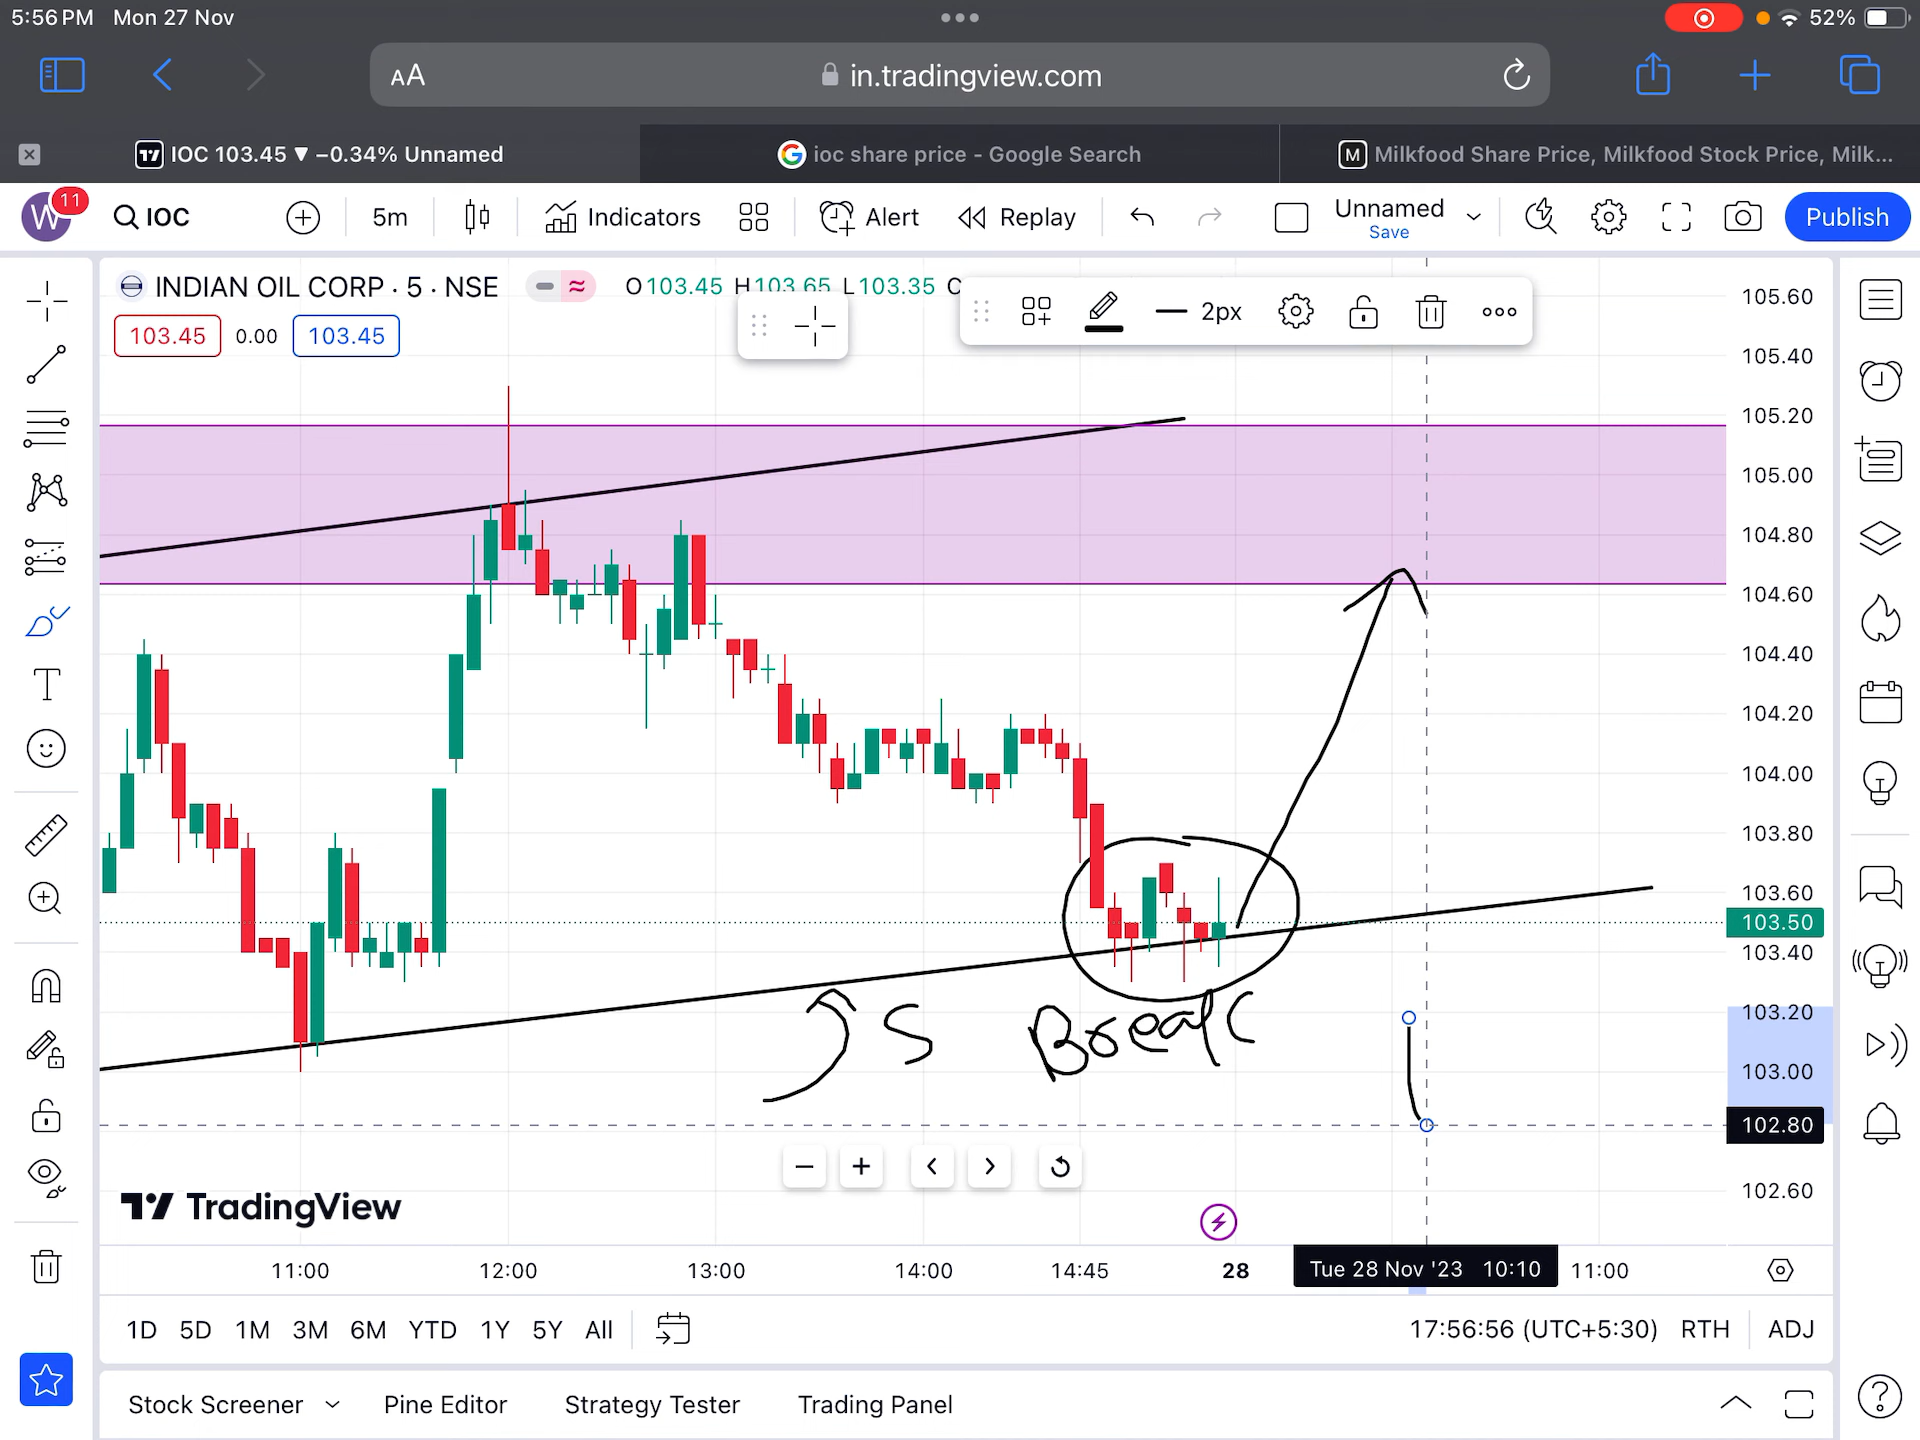 5:56 PM Mon 27 Nov
52%
AA in.tradingview.com
IOC 103.45 ▼ −0.34% Unnamed
ioc share price - Google Search
M Milkfood Share Price, Milkfood Stock Price, Milk...
W 11 IOC 5m Indicators Alert Replay Unnamed Save Publish
INDIAN OIL CORP · 5 · NSE O103.45 H103.65 L103.35 C
2px
103.45 0.00 103.45
105.60
105.40
105.20
105.00
104.80
104.60
104.40
104.20
104.00
103.80
103.60
103.50
103.40
103.20
103.00
102.80
102.60
S Break
TradingView
11:00 12:00 13:00 14:00 14:45 28 Tue 28 Nov '23 10:10 11:00
1D 5D 1M 3M 6M YTD 1Y 5Y All 17:56:56 (UTC+5:30) RTH ADJ
Stock Screener Pine Editor Strategy Tester Trading Panel